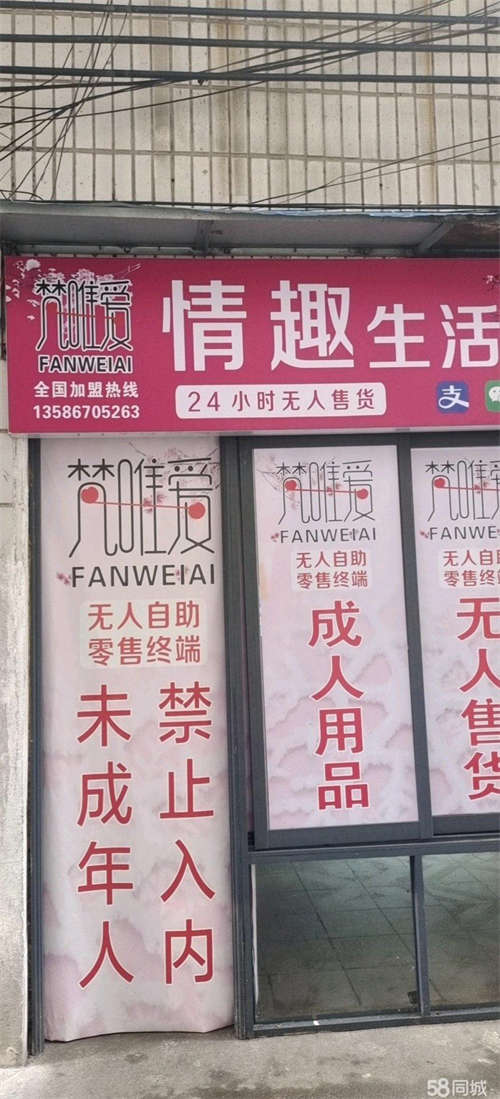 梵唯爱
FANWEIAI
全国加盟热线
13586705263
情趣生活
24小时无人售货
支
梵唯爱
FANWEIAI
无人自助
零售终端
未成年人
禁止入内
梵唯爱
FANWEIAI
无人自助
零售终端
成人用品
梵唯爱
FANWEIAI
无人自助
零售终端
无人售货
58同城